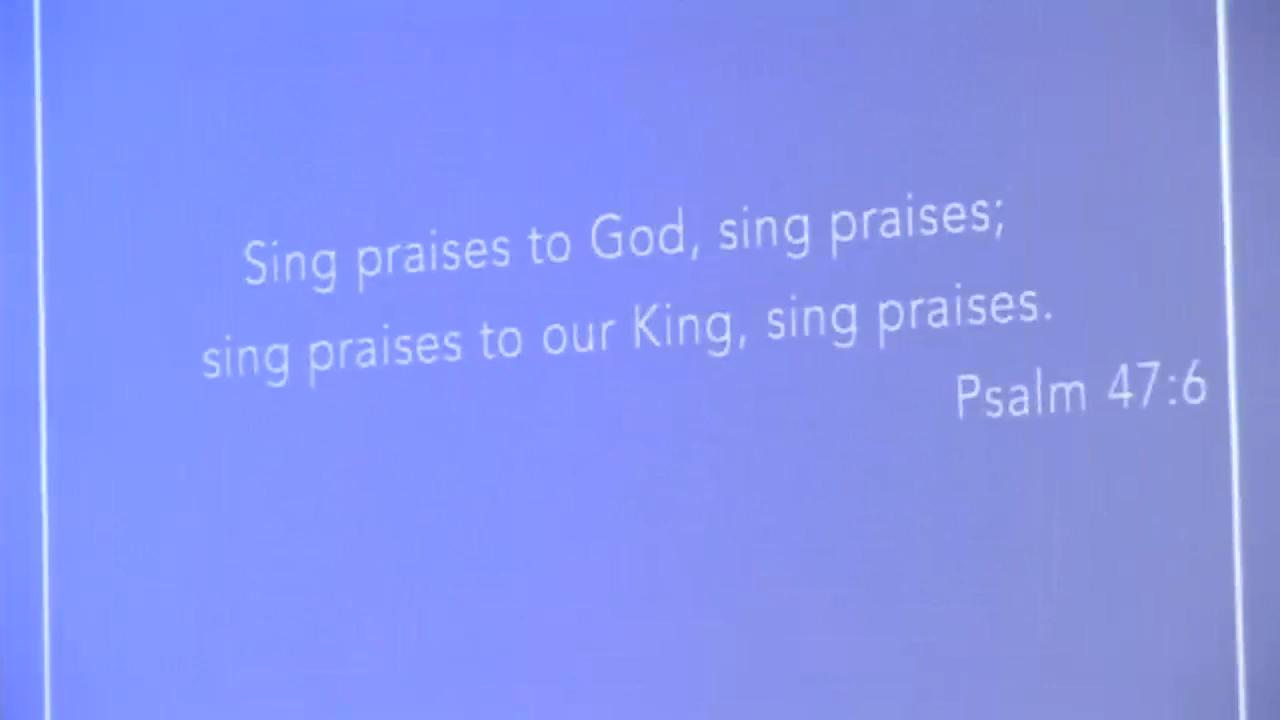 Sing praises to God, sing praises;
sing praises to our King, sing praises.
Psalm 47:6